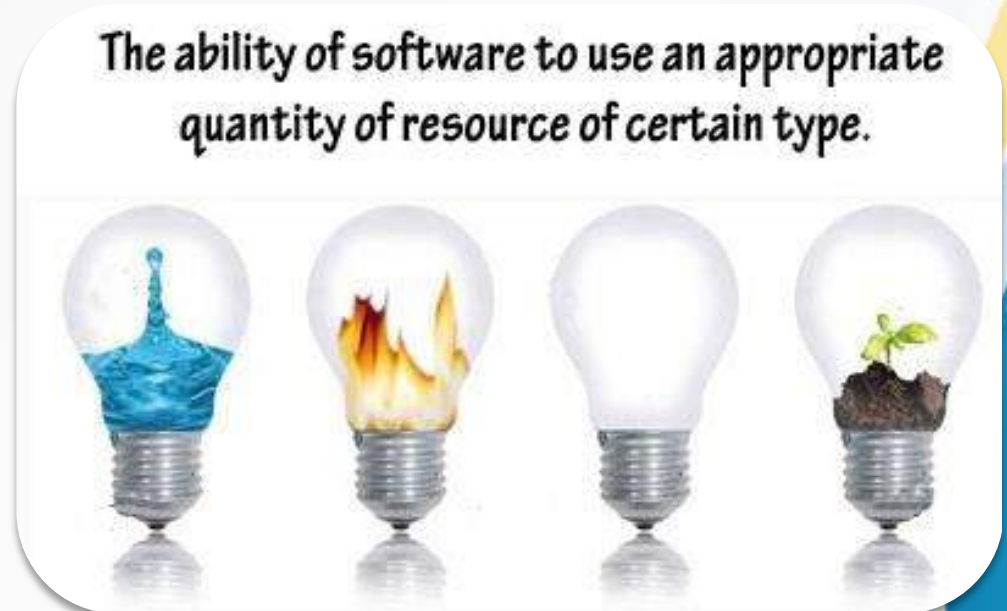 The ability of software to use an appropriate
quantity of resource of certain type.